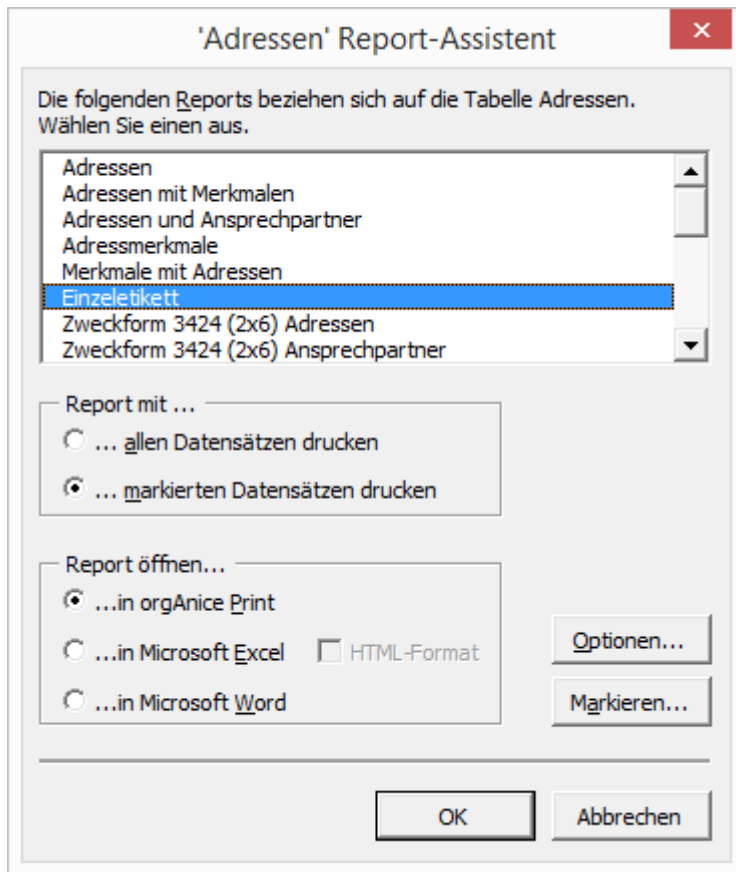 'Adressen' Report-Assistent
Die folgenden Reports beziehen sich auf die Tabelle Adressen.
Wählen Sie einen aus.
Adressen
Adressen mit Merkmalen
Adressen und Ansprechpartner
Adressmerkmale
Merkmale mit Adressen
Einzeletikett
Zweckform 3424 (2x6) Adressen
Zweckform 3424 (2x6) Ansprechpartner
Report mit ...
... allen Datensätzen drucken
... markierten Datensätzen drucken
Report öffnen...
...in orgAnice Print
...in Microsoft Excel HTML-Format
...in Microsoft Word
Optionen...
Markieren...
OK Abbrechen